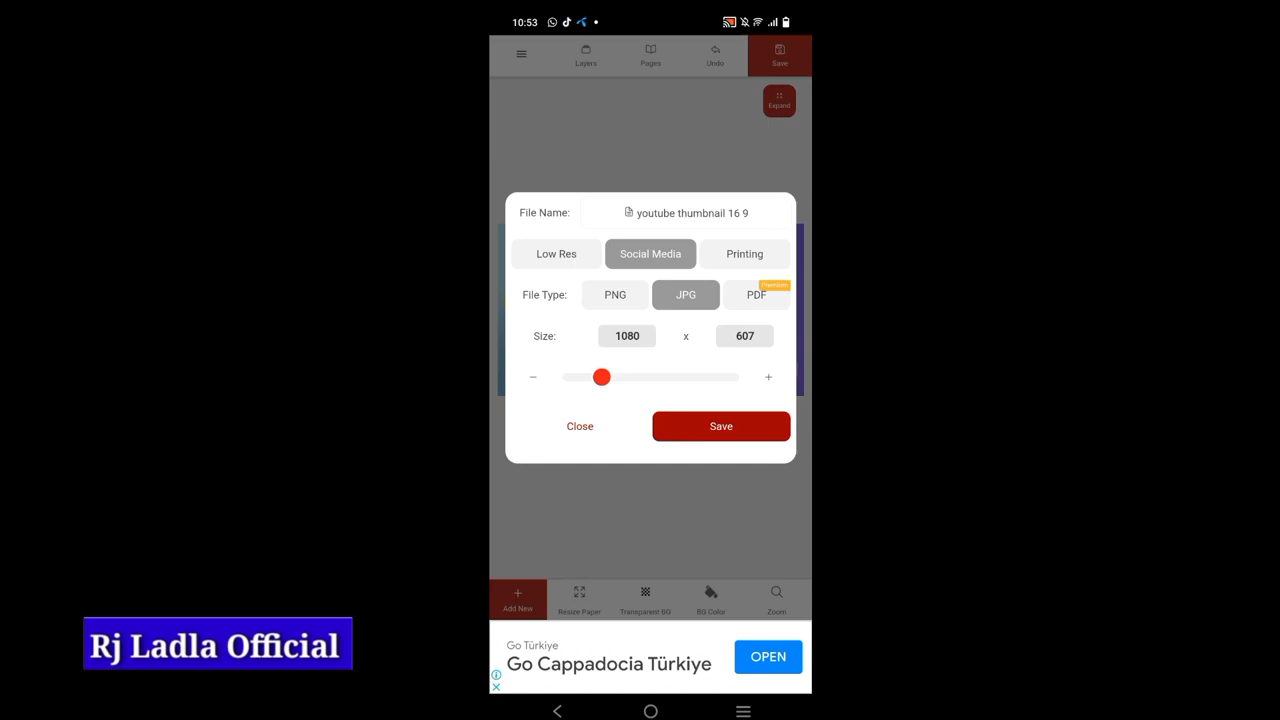 10:53
Layers
Pages
Undo
Save
Expand
File Name: youtube thumbnail 16 9
Low Res Social Media Printing
Premium
File Type: PNG JPG PDF
Size: 1080 x 607
− +
Close Save
+
Add New Resize Paper Transparent BG BG Color Zoom
Go Türkiye
Go Cappadocia Türkiye
OPEN
Rj Ladla Official